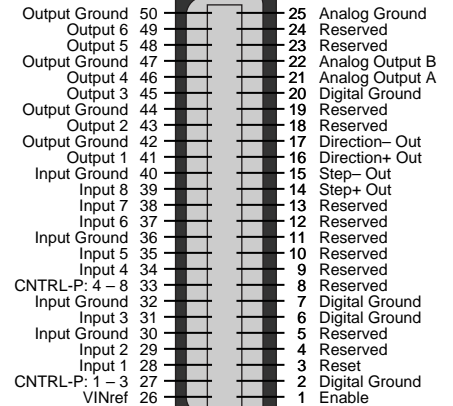 Output Ground 50 25 Analog Ground
Output 6 49 24 Reserved
Output 5 48 23 Reserved
Output Ground 47 22 Analog Output B
Output 4 46 21 Analog Output A
Output 3 45 20 Digital Ground
Output Ground 44 19 Reserved
Output 2 43 18 Reserved
Output Ground 42 17 Direction– Out
Output 1 41 16 Direction+ Out
Input Ground 40 15 Step– Out
Input 8 39 14 Step+ Out
Input 7 38 13 Reserved
Input 6 37 12 Reserved
Input Ground 36 11 Reserved
Input 5 35 10 Reserved
Input 4 34 9 Reserved
CNTRL-P: 4 – 8 33 8 Reserved
Input Ground 32 7 Digital Ground
Input 3 31 6 Digital Ground
Input Ground 30 5 Reserved
Input 2 29 4 Reserved
Input 1 28 3 Reset
CNTRL-P: 1 – 3 27 2 Digital Ground
VINref 26 1 Enable